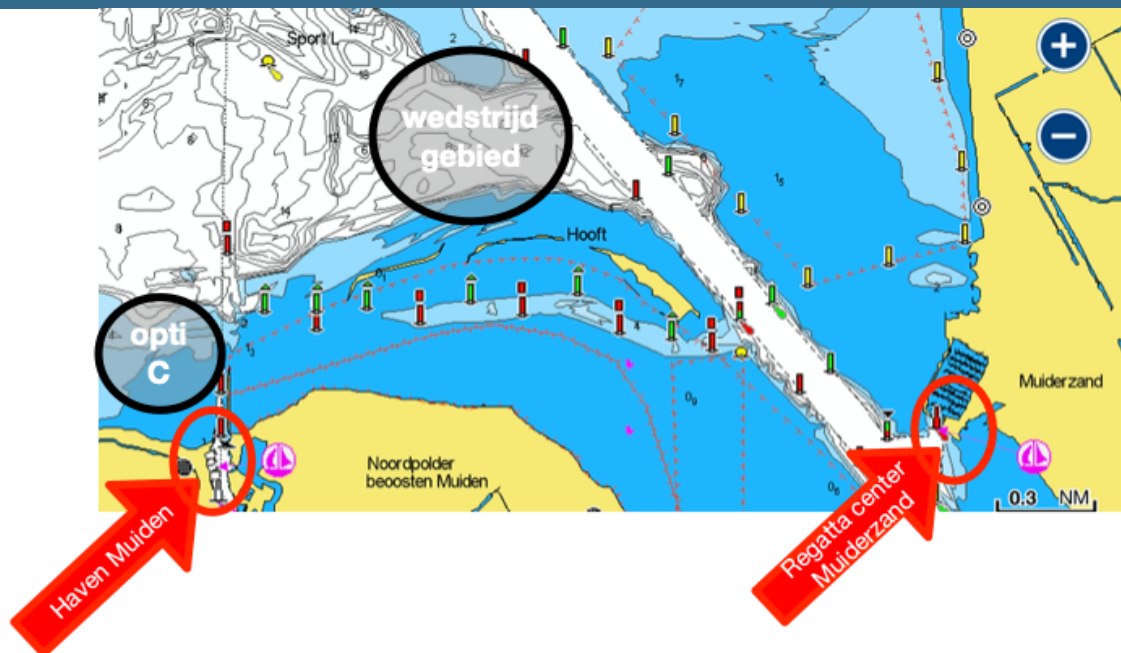 Sport L
wedstrijd
gebied
Hooft
opti
C
Muiderzand
Noordpolder
beoosten Muiden
0.3 NM
Haven Muiden
Regatta center
Muiderzand